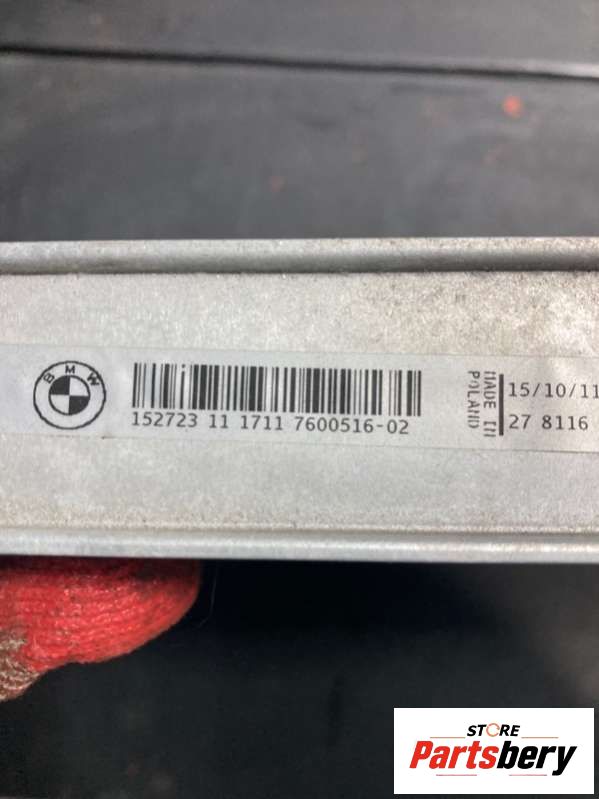 BMW
152723 11 1711 7600516-02
MADE IN
POLAND
15/10/11
27 8116
STORE
Partsbery